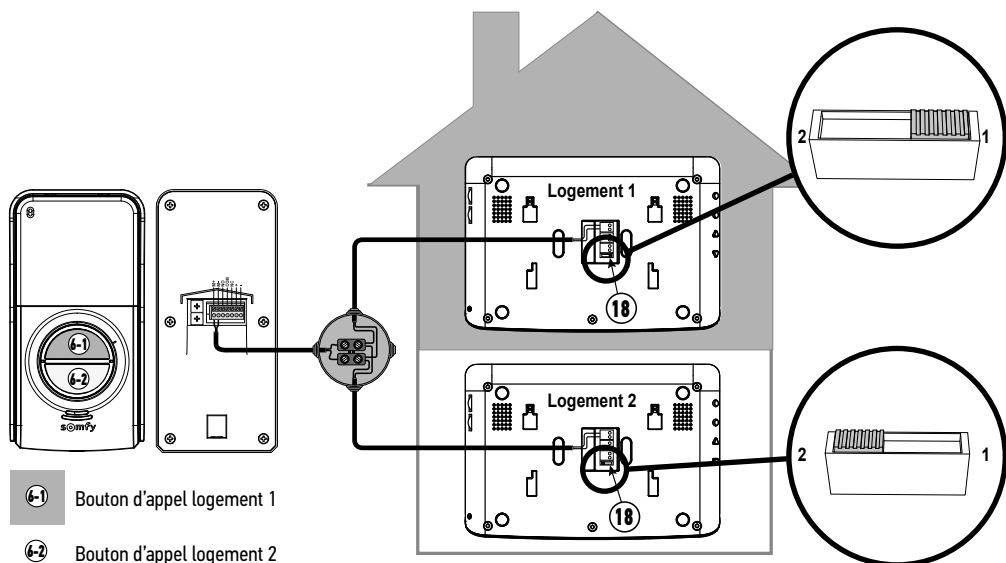 Logement 1
2
1
18
6-1
6-2
somfy
Logement 2
2
1
18
6-1 Bouton d'appel logement 1
6-2 Bouton d'appel logement 2